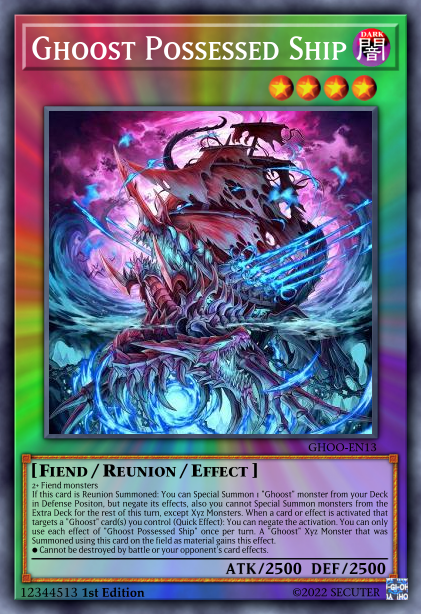 Ghoost Possessed Ship
DARK
闇
GHOO-EN13
[ Fiend / Reunion / Effect ]
2+ Fiend monsters
If this card is Reunion Summoned: You can Special Summon 1 "Ghoost" monster from your Deck
in Defense Positon, but negate its effects, also you cannot Special Summon monsters from the
Extra Deck for the rest of this turn, except Xyz Monsters. When a card or effect is activated that
targets a "Ghoost" card(s) you control (Quick Effect): You can negate the activation. You can only
use each effect of "Ghoost Possessed Ship" once per turn. A "Ghoost" Xyz Monster that was
Summoned using this card on the field as material gains this effect.
● Cannot be destroyed by battle or your opponent's card effects.
ATK/2500 DEF/2500
12344513 1st Edition
©2022 SECUTER